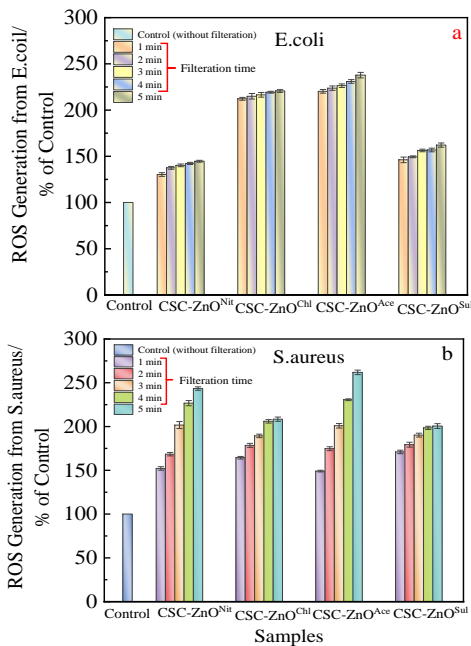 Control (without filteration)
1 min
2 min
3 min
4 min
5 min
Filteration time
E.coli
a
ROS Generation from E.coil/
% of Control
300
250
200
150
100
50
0
Control
CSC-ZnO^Nit
CSC-ZnO^Chl
CSC-ZnO^Ace
CSC-ZnO^Sul
Control (without filteration)
1 min
2 min
3 min
4 min
5 min
Filteration time
S.aureus
b
ROS Generation from S.aureus/
% of Control
300
250
200
150
100
50
0
Control
CSC-ZnO^Nit
CSC-ZnO^Chl
CSC-ZnO^Ace
CSC-ZnO^Sul
Samples